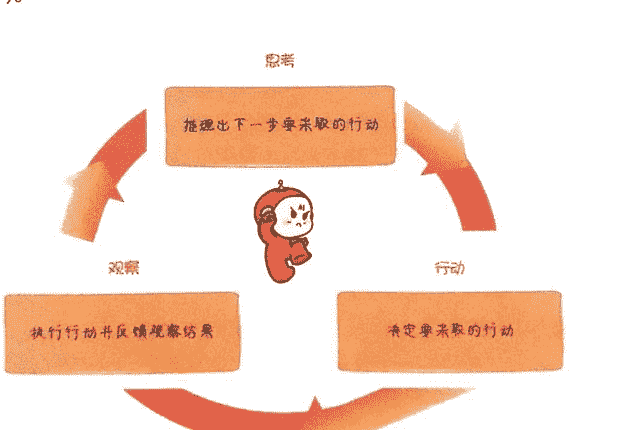 思考
推理出下一步要采取的行动
观察
行动
执行行动并反馈观察结果
决定要采取的行动